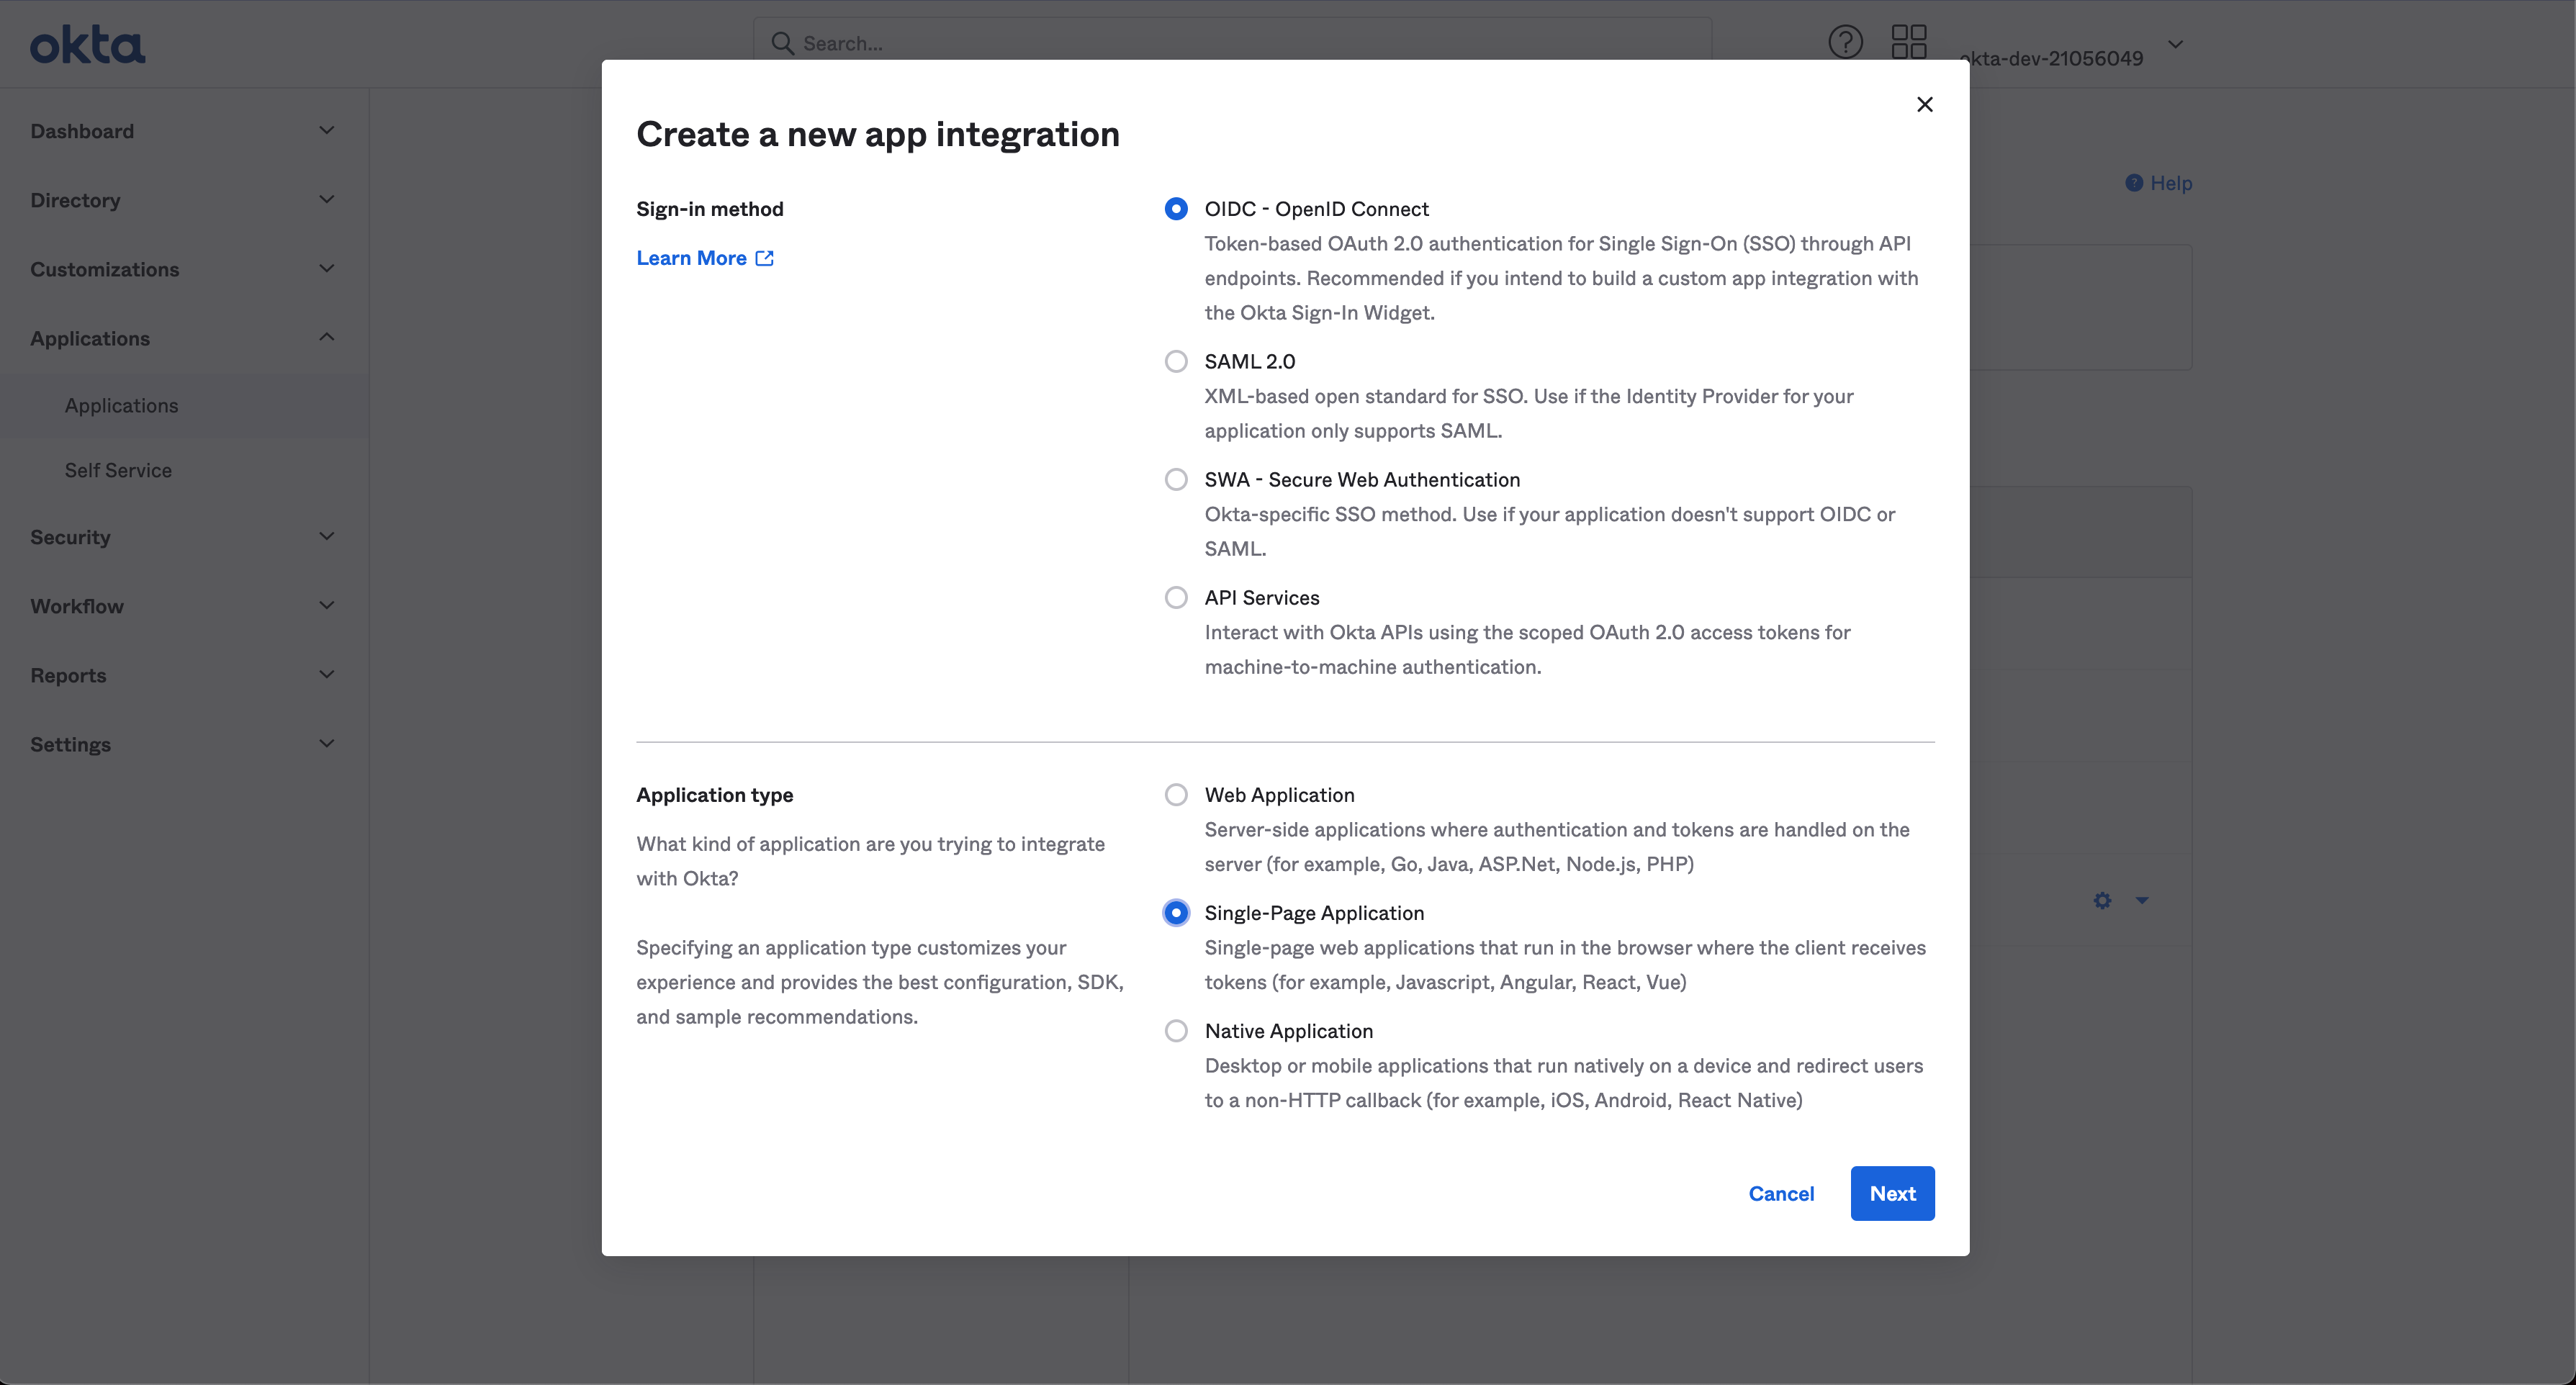 okta
Search...
okta-dev-21056049
Dashboard
Directory
Customizations
Applications
Applications
Self Service
Security
Workflow
Reports
Settings
Help
Create a new app integration
Sign-in method
Learn More
OIDC - OpenID Connect
Token-based OAuth 2.0 authentication for Single Sign-On (SSO) through API
endpoints. Recommended if you intend to build a custom app integration with
the Okta Sign-In Widget.
SAML 2.0
XML-based open standard for SSO. Use if the Identity Provider for your
application only supports SAML.
SWA - Secure Web Authentication
Okta-specific SSO method. Use if your application doesn't support OIDC or
SAML.
API Services
Interact with Okta APIs using the scoped OAuth 2.0 access tokens for
machine-to-machine authentication.
Application type
What kind of application are you trying to integrate
with Okta?
Specifying an application type customizes your
experience and provides the best configuration, SDK,
and sample recommendations.
Web Application
Server-side applications where authentication and tokens are handled on the
server (for example, Go, Java, ASP.Net, Node.js, PHP)
Single-Page Application
Single-page web applications that run in the browser where the client receives
tokens (for example, Javascript, Angular, React, Vue)
Native Application
Desktop or mobile applications that run natively on a device and redirect users
to a non-HTTP callback (for example, iOS, Android, React Native)
Cancel
Next